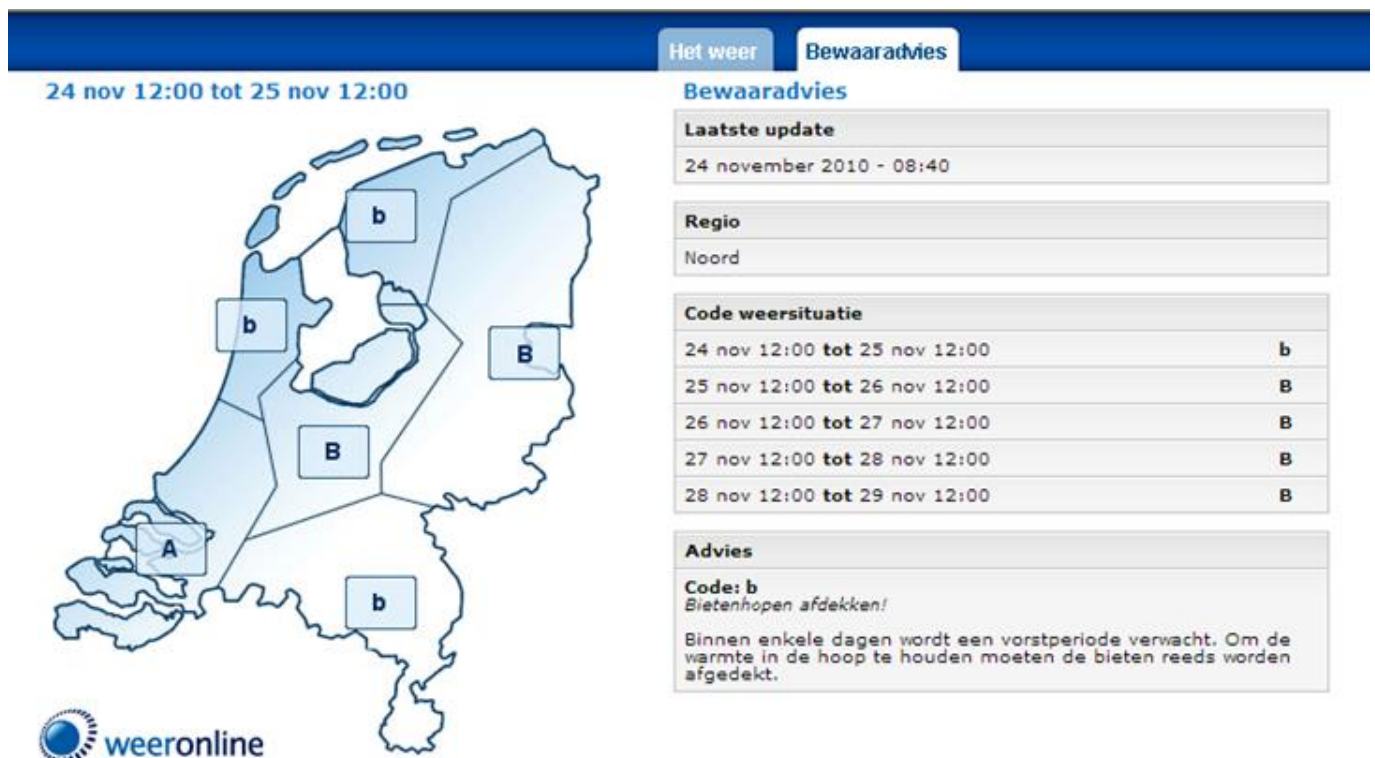 Het weer
Bewaaradvies
24 nov 12:00 tot 25 nov 12:00
b
b
B
B
A
b
weeronline
Bewaaradvies
Laatste update
24 november 2010 - 08:40
Regio
Noord
Code weersituatie
24 nov 12:00 tot 25 nov 12:00 b
25 nov 12:00 tot 26 nov 12:00 B
26 nov 12:00 tot 27 nov 12:00 B
27 nov 12:00 tot 28 nov 12:00 B
28 nov 12:00 tot 29 nov 12:00 B
Advies
Code: b
Bietenhopen afdekken!
Binnen enkele dagen wordt een vorstperiode verwacht. Om de
warmte in de hoop te houden moeten de bieten reeds worden
afgedekt.